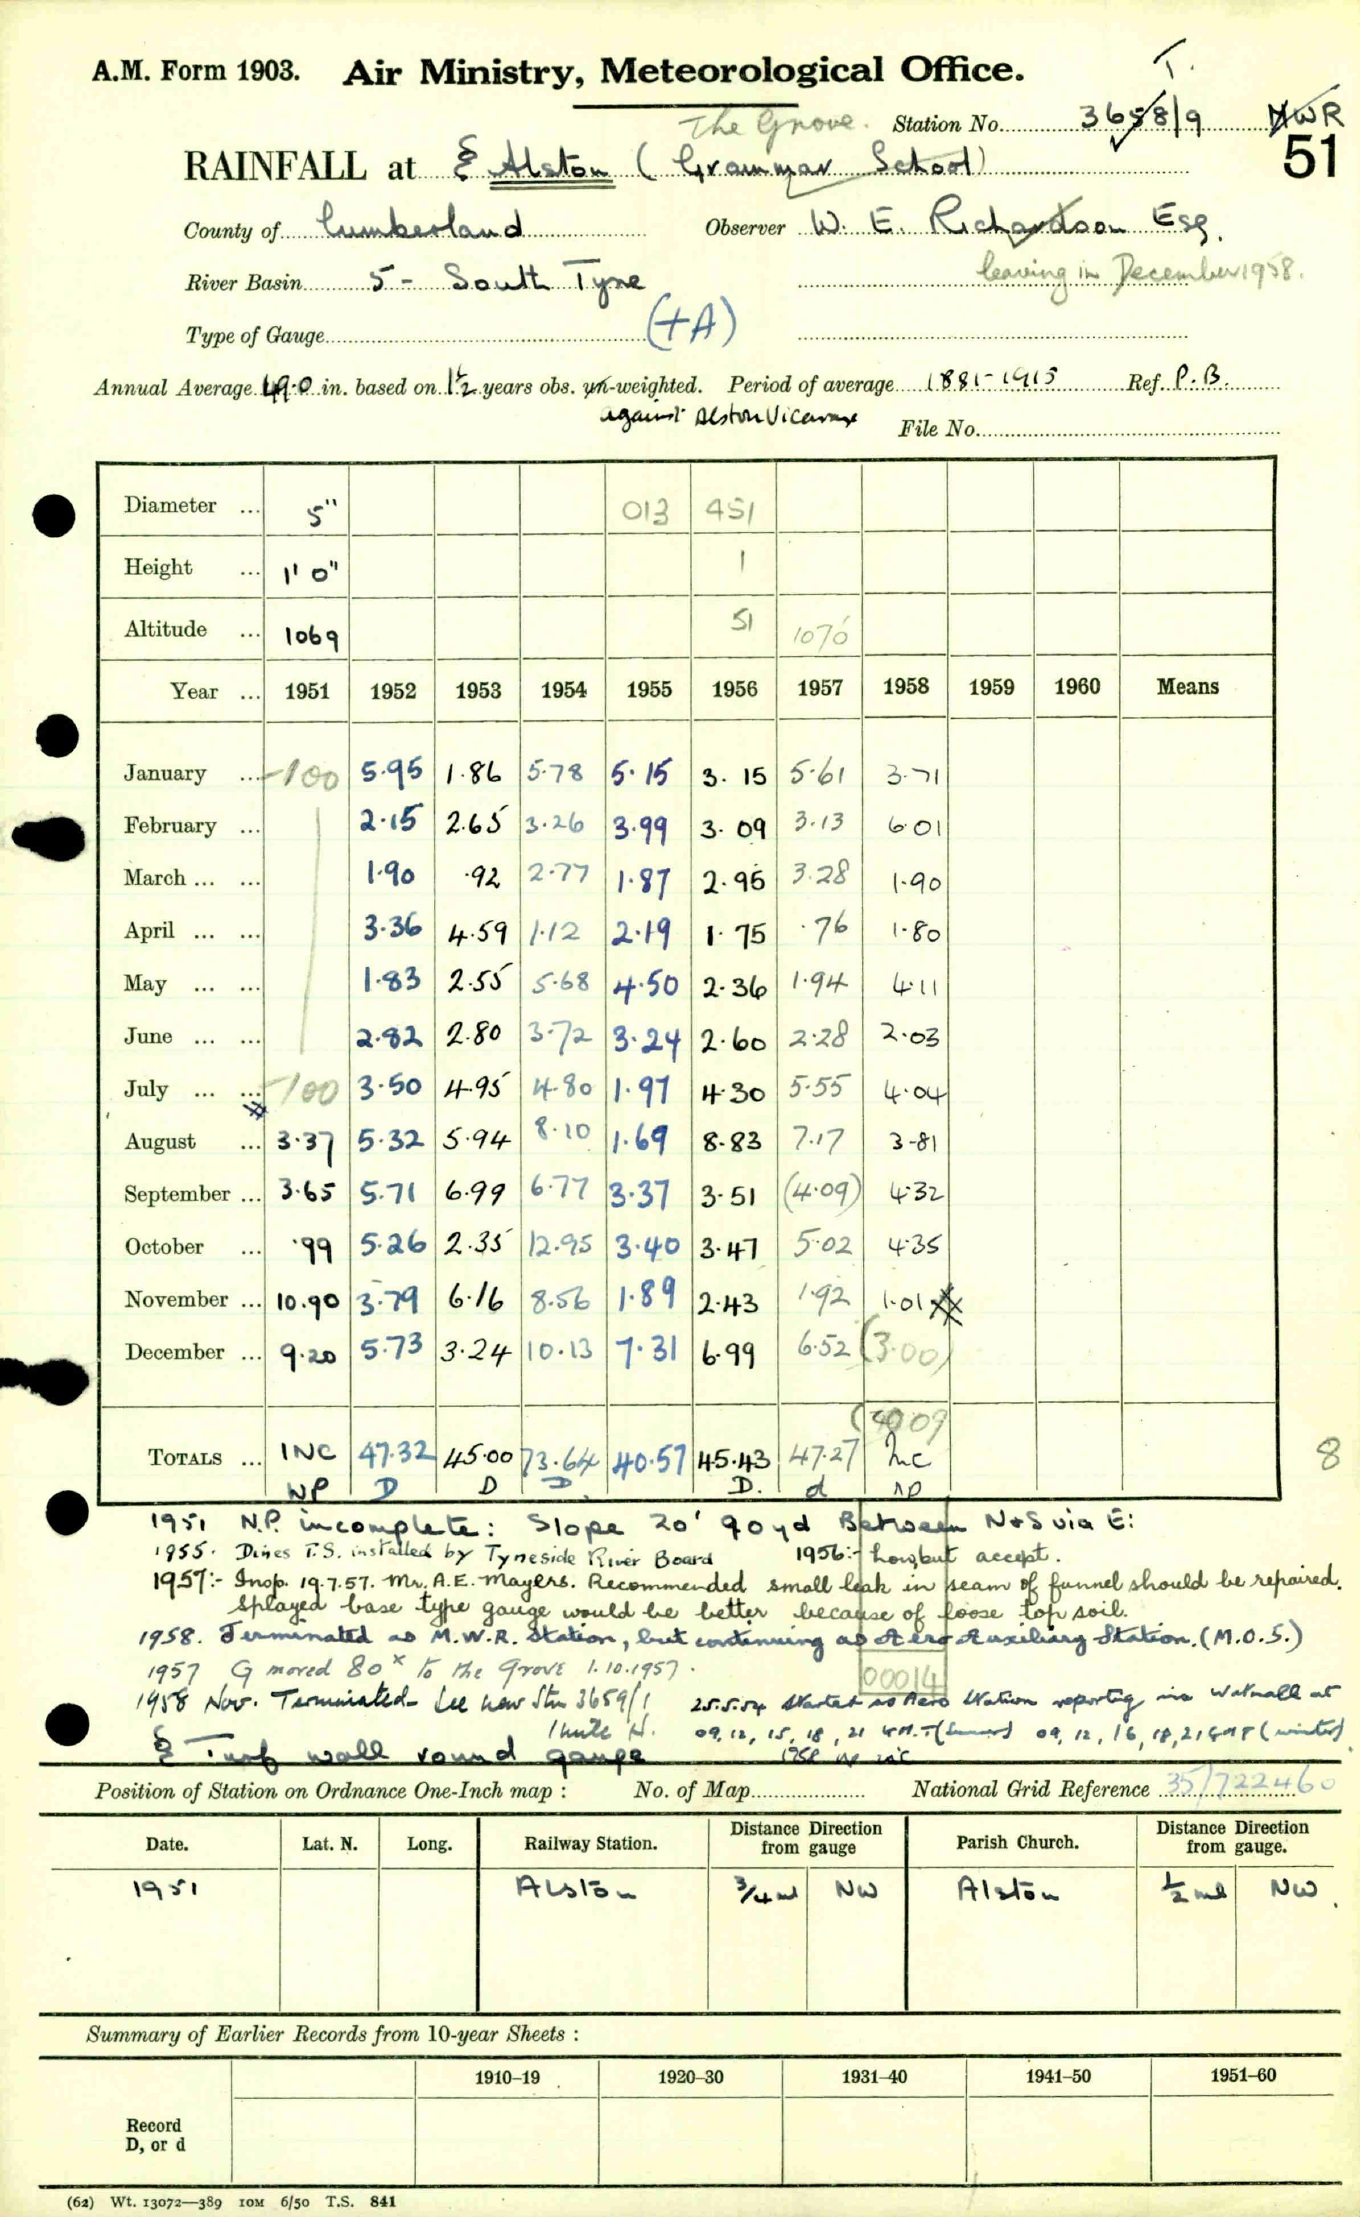 A.M. Form 1903. Air Ministry, Meteorological Office. T.
The Grove. Station No. 3658/9 MWR
51
RAINFALL at § Alston (Grammar School)
County of Cumberland Observer W. E. Richardson Esq.
River Basin 5 - South Tyne leaving in December 1958.
Type of Gauge (+A)
Annual Average 49.0 in. based on 1½ years obs. un-weighted. Period of average 1881-1915 Ref. P.B.
against Alston Vicarage File No.
Diameter ... 5" 013 451
Height ... 1' 0" 1
Altitude ... 1069 51 1070
Year ... 1951 1952 1953 1954 1955 1956 1957 1958 1959 1960 Means
January ... -100 5.95 1.86 5.78 5.15 3.15 5.61 3.71
February ... 2.15 2.65 3.26 3.99 3.09 3.13 6.01
March ... ... 1.90 .92 2.77 1.87 2.95 3.28 1.90
April ... ... 3.36 4.59 1.12 2.19 1.75 .76 1.80
May ... ... 1.83 2.55 5.68 4.50 2.36 1.94 4.11
June ... ... 2.82 2.80 3.72 3.24 2.60 2.28 2.03
July ... ... -100 3.50 4.95 4.80 1.97 4.30 5.55 4.04
August ... 3.37 5.32 5.94 8.10 1.69 8.83 7.17 3.81
September ... 3.65 5.71 6.99 6.77 3.37 3.51 (4.09) 4.32
October ... .99 5.26 2.35 12.95 3.40 3.47 5.02 4.35
November ... 10.90 3.79 6.16 8.56 1.89 2.43 1.92 1.01
December ... 9.20 5.73 3.24 10.13 7.31 6.99 6.52 (3.00)
Totals ... INC 47.32 45.00 73.64 40.57 45.43 47.27 Inc 8
NP D D D. D. d NP
1951 N.P. incomplete: Slope 20' 90yd Between N & S via E:
1955. Dines T.S. installed by Tyneside River Board 1956:- low, but accept.
1957:- Insp. 19.7.57. Mr. A.E. Mayers. Recommended small leak in seam of funnel should be repaired.
Splayed base type gauge would be better because of loose top soil.
1958. Terminated as M.W.R. Station, but continuing as Aero Auxiliary Station. (M.O.5.)
1957 G moved 80x to the Grove 1.10.1957.
00014
1958 Nov. Terminated - See new Stn 3659/1 25.5.54 Started as Aero Station reporting in at
09, 12, 15, 18, 21 G.M.T (Summer) 09, 12, 16, 18, 21 GMT (winter)
§ Turf wall round gauge
Position of Station on Ordnance One-Inch map : No. of Map National Grid Reference 35/722460
Date. Lat. N. Long. Railway Station. Distance Direction from gauge Parish Church. Distance Direction from gauge.
1951 Alston 3/4 ml NW Alston ½ ml NW.
Summary of Earlier Records from 10-year Sheets :
1910–19 1920–30 1931–40 1941–50 1951–60
Record
D, or d
(62) Wt. 13072—389 10M 6/50 T.S. 841